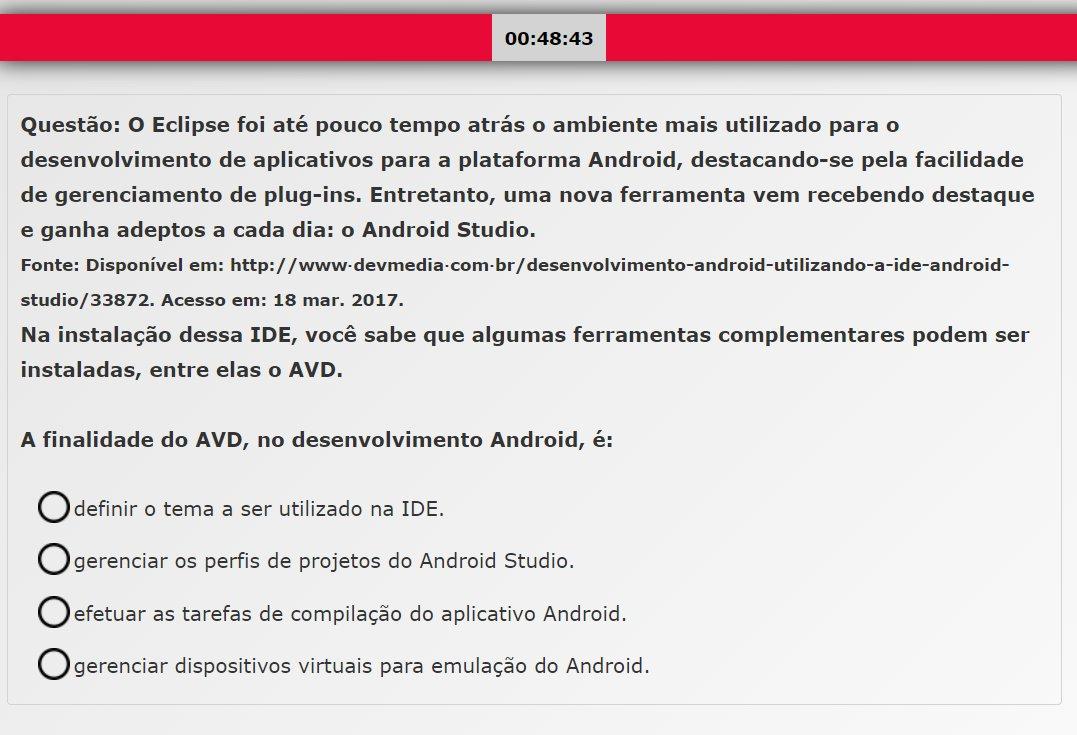 00:48:43
Questão: O Eclipse foi até pouco tempo atrás o ambiente mais utilizado para o
desenvolvimento de aplicativos para a plataforma Android, destacando-se pela facilidade
de gerenciamento de plug-ins. Entretanto, uma nova ferramenta vem recebendo destaque
e ganha adeptos a cada dia: o Android Studio.
Fonte: Disponível em: http://www·devmedia·com·br/desenvolvimento-android-utilizando-a-ide-android-
studio/33872. Acesso em: 18 mar. 2017.
Na instalação dessa IDE, você sabe que algumas ferramentas complementares podem ser
instaladas, entre elas o AVD.
A finalidade do AVD, no desenvolvimento Android, é:
definir o tema a ser utilizado na IDE.
gerenciar os perfis de projetos do Android Studio.
efetuar as tarefas de compilação do aplicativo Android.
gerenciar dispositivos virtuais para emulação do Android.